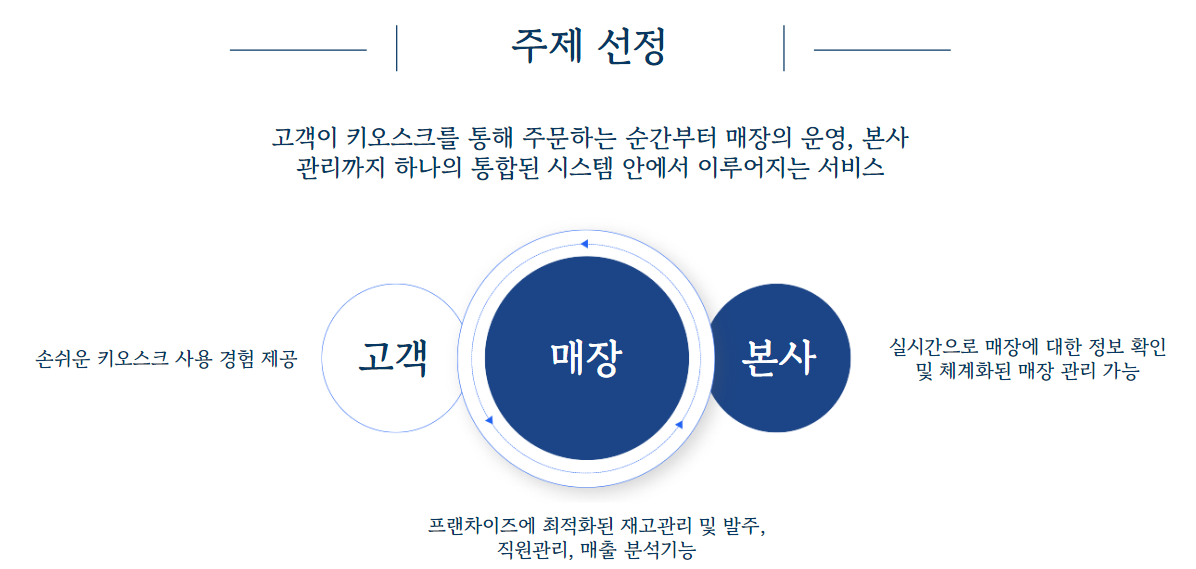 주제 선정
고객이 키오스크를 통해 주문하는 순간부터 매장의 운영, 본사
관리까지 하나의 통합된 시스템 안에서 이루어지는 서비스
손쉬운 키오스크 사용 경험 제공
고객
매장
본사
실시간으로 매장에 대한 정보 확인
및 체계화된 매장 관리 가능
프랜차이즈에 최적화된 재고관리 및 발주,
직원관리, 매출 분석기능